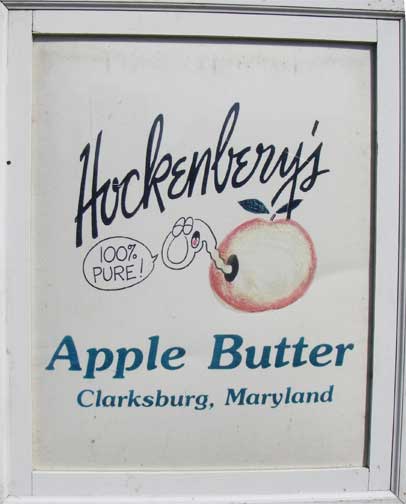 Hockenbery's
100%
PURE!
Apple Butter
Clarksburg, Maryland